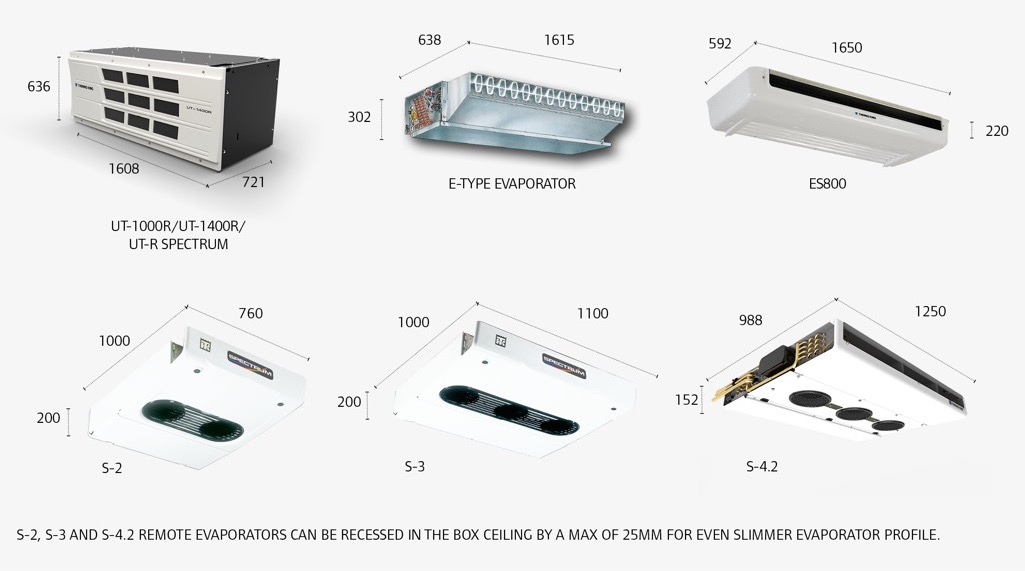 636
1608
721
UT-1400R
UT-1000R/UT-1400R/
UT-R SPECTRUM
638
1615
302
E-TYPE EVAPORATOR
592
1650
220
THERMO KING
ES800
1000
760
200
SPECTRUM
S-2
1000
1100
200
SPECTRUM
S-3
988
1250
152
S-4.2
S-2, S-3 AND S-4.2 REMOTE EVAPORATORS CAN BE RECESSED IN THE BOX CEILING BY A MAX OF 25MM FOR EVEN SLIMMER EVAPORATOR PROFILE.